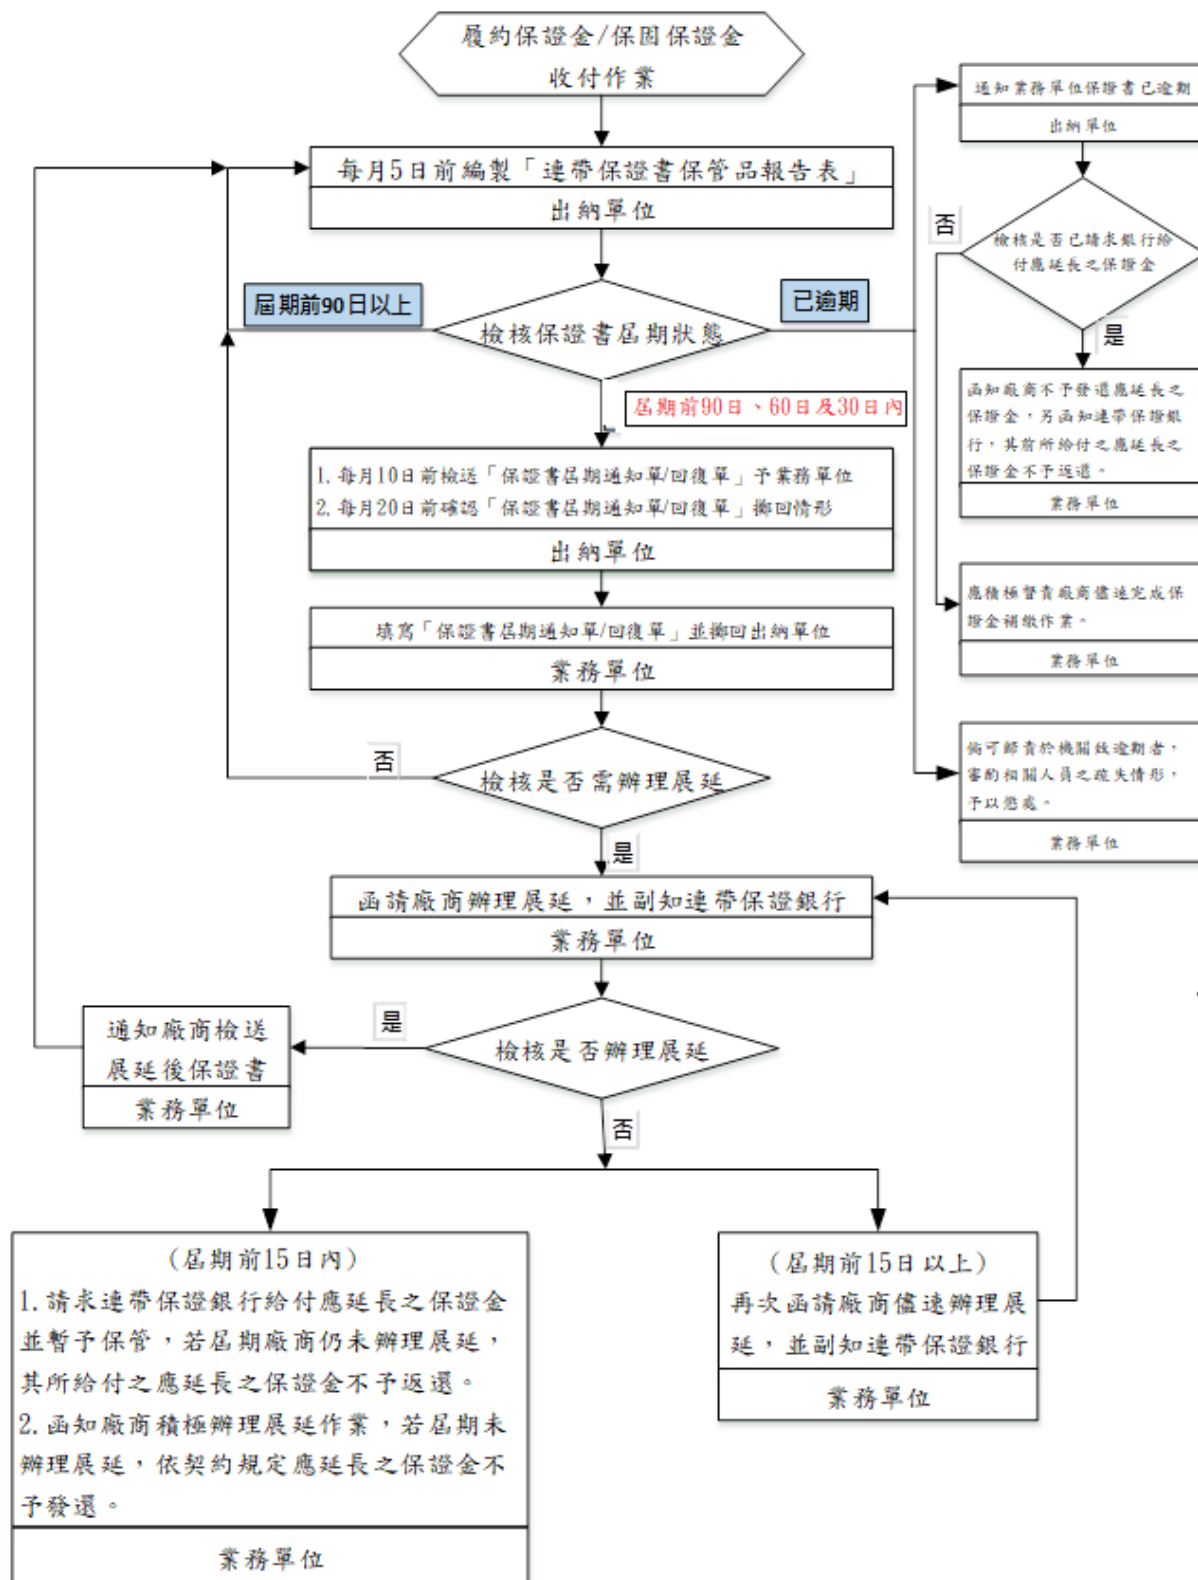 履約保證金/保固保證金
收付作業
每月5日前編製「連帶保證書保管品報告表」
出納單位
檢核保證書屆期狀態
屆期前90日以上
已逾期
屆期前90日、60日及30日內
1.每月10日前檢送「保證書屆期通知單/回復單」予業務單位
2.每月20日前確認「保證書屆期通知單/回復單」擲回情形
出納單位
填寫「保證書屆期通知單/回復單」並擲回出納單位
業務單位
檢核是否需辦理展延
否
是
函請廠商辦理展延，並副知連帶保證銀行
業務單位
檢核是否辦理展延
是
否
通知廠商檢送
展延後保證書
業務單位
(屆期前15日內)
1.請求連帶保證銀行給付應延長之保證金
並暫予保管，若屆期廠商仍未辦理展延，
其所給付之應延長之保證金不予返還。
2.函知廠商積極辦理展延作業，若屆期未
辦理展延，依契約規定應延長之保證金不
予發還。
業務單位
(屆期前15日以上)
再次函請廠商儘速辦理展
延，並副知連帶保證銀行
業務單位
通知業務單位保證書已逾期
出納單位
檢核是否已請求銀行給
付應延長之保證金
否
是
函知廠商不予發還應延長之
保證金，另函知連帶保證銀
行，其前所給付之應延長之
保證金不予返還。
業務單位
應積極督責廠商儘速完成保
證金補繳作業。
業務單位
倘可歸責於機關致逾期者，
審酌相關人員之疏失情形，
予以懲處。
業務單位